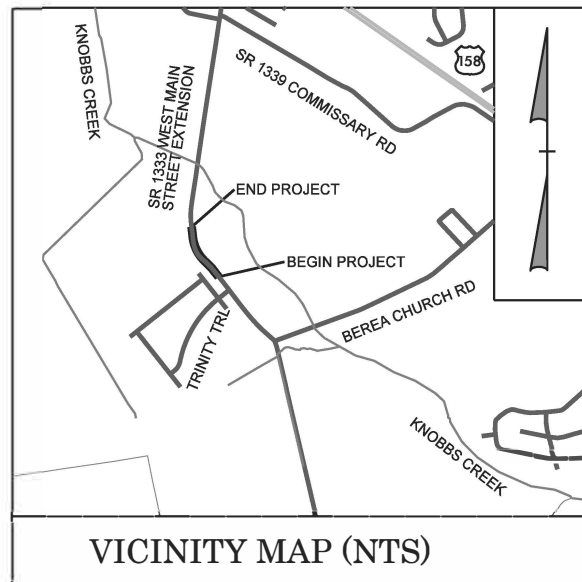 KNOBBS CREEK
SR 1333 WEST MAIN
STREET EXTENSION
SR 1339 COMMISSARY RD
158
END PROJECT
BEGIN PROJECT
TRINITY TRL
BEREA CHURCH RD
KNOBBS CREEK
VICINITY MAP (NTS)